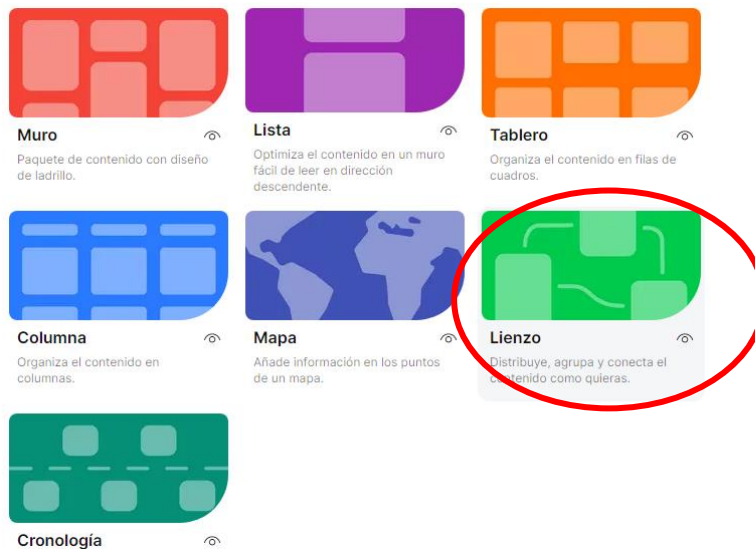 Muro
Paquete de contenido con diseño
de ladrillo.
Lista
Optimiza el contenido en un muro
fácil de leer en dirección
descendente.
Tablero
Organiza el contenido en filas de
cuadros.
Columna
Organiza el contenido en
columnas.
Mapa
Añade información en los puntos
de un mapa.
Lienzo
Distribuye, agrupa y conecta el
contenido como quieras.
Cronología